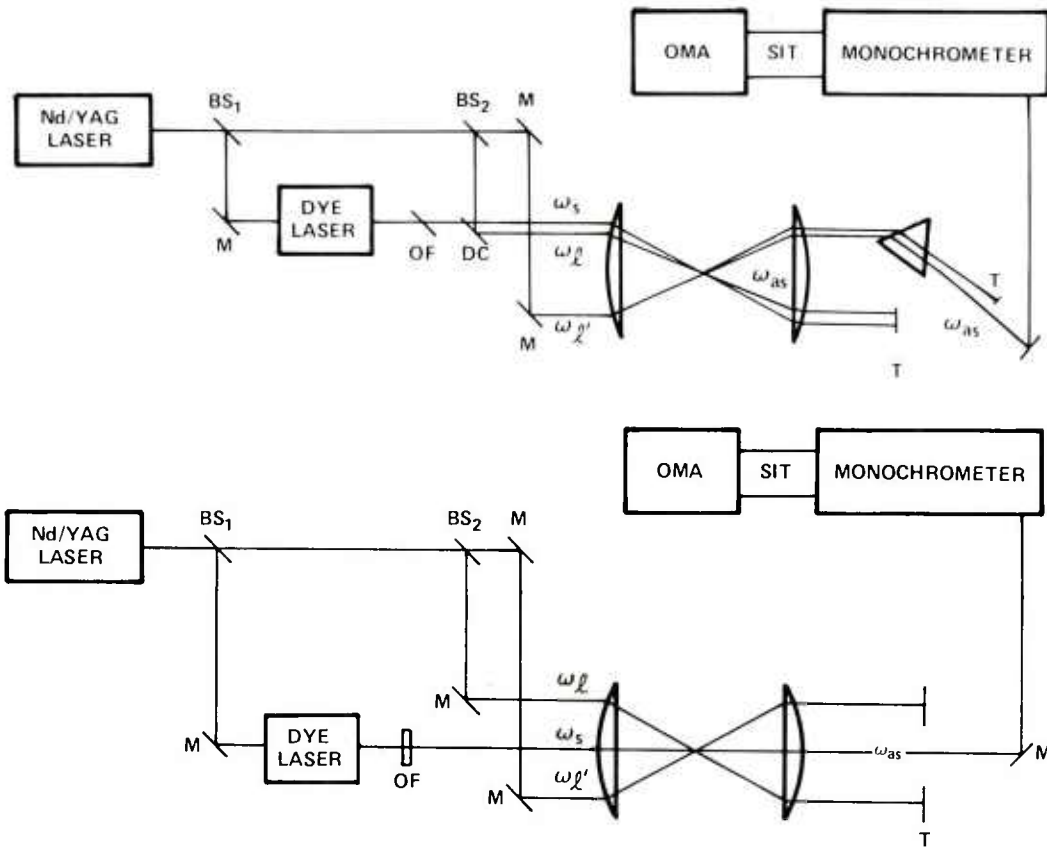 OMA SIT MONOCHROMETER
Nd/YAG
LASER
BS1 BS2 M
DYE
LASER
M OF DC
ωs
ωℓ
ωℓ'
M
ωas
T
ωas
T
OMA SIT MONOCHROMETER
Nd/YAG
LASER
BS1 BS2 M
M
ωℓ
ωs
ωℓ'
M
DYE
LASER
OF
M
ωas
M
T